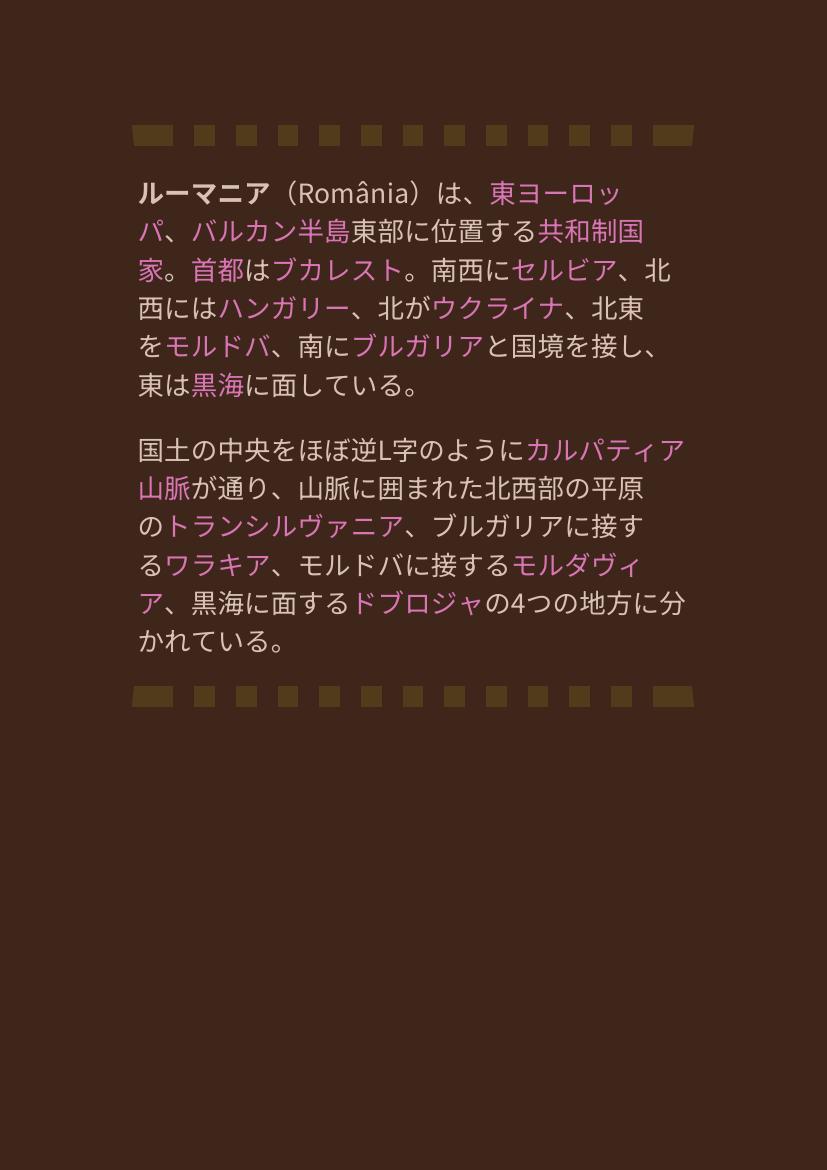 ルーマニア（România）は、東ヨーロッ
パ、バルカン半島東部に位置する共和制国
家。首都はブカレスト。南西にセルビア、北
西にはハンガリー、北がウクライナ、北東
をモルドバ、南にブルガリアと国境を接し、
東は黒海に面している。
国土の中央をほぼ逆L字のようにカルパティア
山脈が通り、山脈に囲まれた北西部の平原
のトランシルヴァニア、ブルガリアに接す
るワラキア、モルドバに接するモルダヴィ
ア、黒海に面するドブロジャの4つの地方に分
かれている。